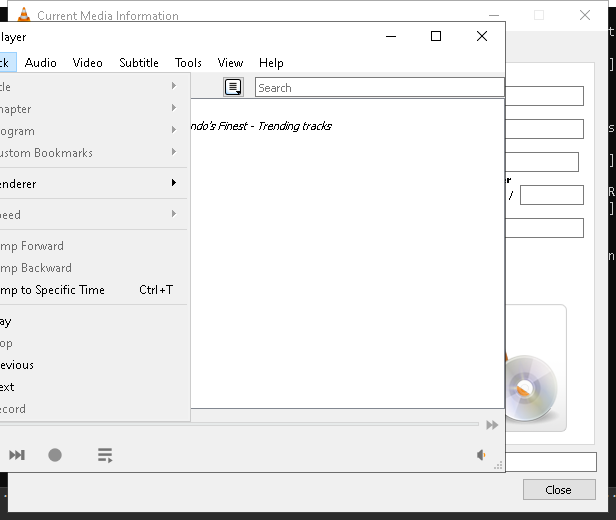 Current Media Information
layer
ck Audio Video Subtitle Tools View Help
tle
hapter
Search
ogram
ndo's Finest - Trending tracks
ustom Bookmarks
enderer
r
/
eed
mp Forward
mp Backward
mp to Specific Time Ctrl+T
ay
op
evious
ext
ecord
Close